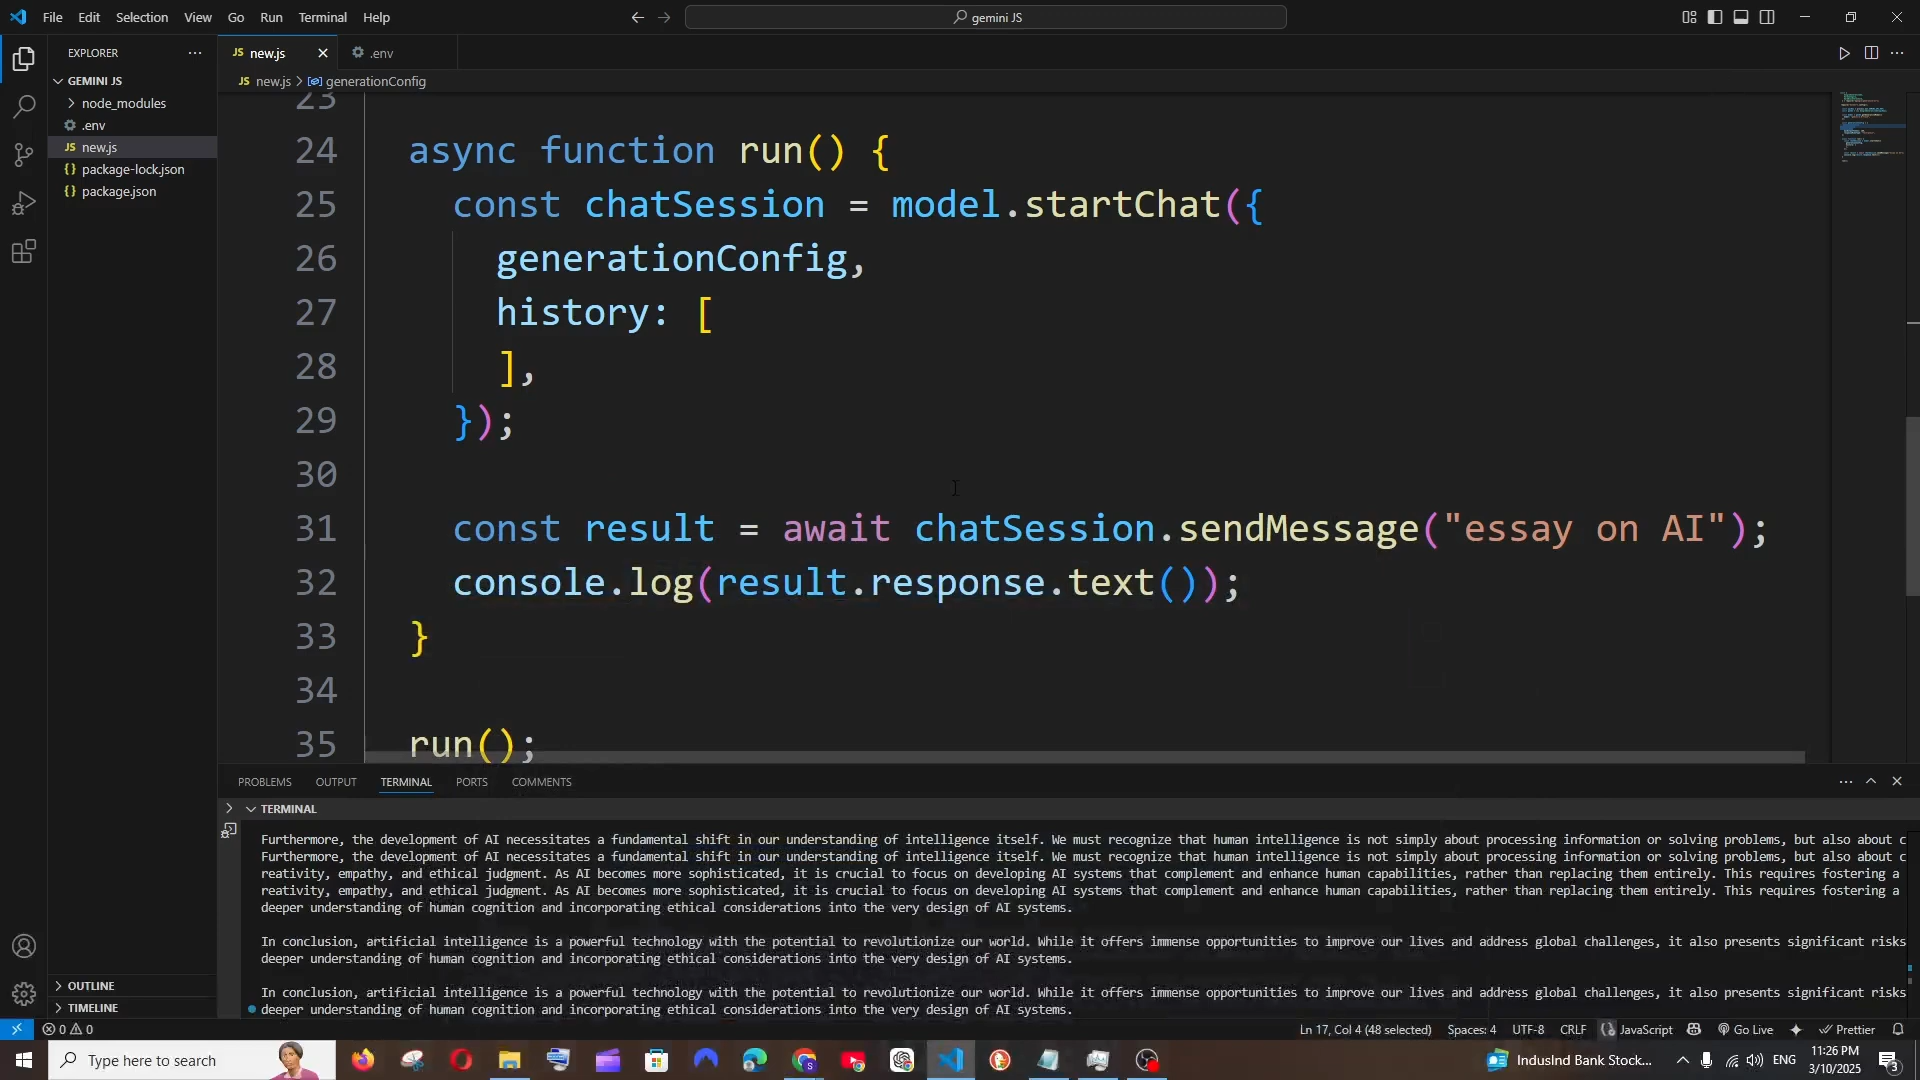 File Edit Selection View Go Run Terminal Help
gemini JS
EXPLORER
JS new.js
.env
JS new.js > generationConfig
GEMINI JS
node_modules
.env
JS new.js
{} package-lock.json
{} package.json
23
24 async function run() {
25 const chatSession = model.startChat({
26 generationConfig,
27 history: [
28 ],
29 });
30
31 const result = await chatSession.sendMessage("essay on AI");
32 console.log(result.response.text());
33 }
34
35 run();
PROBLEMS OUTPUT TERMINAL PORTS COMMENTS
TERMINAL
Furthermore, the development of AI necessitates a fundamental shift in our understanding of intelligence itself. We must recognize that human intelligence is not simply about processing information or solving problems, but also about c
Furthermore, the development of AI necessitates a fundamental shift in our understanding of intelligence itself. We must recognize that human intelligence is not simply about processing information or solving problems, but also about c
reativity, empathy, and ethical judgment. As AI becomes more sophisticated, it is crucial to focus on developing AI systems that complement and enhance human capabilities, rather than replacing them entirely. This requires fostering a
reativity, empathy, and ethical judgment. As AI becomes more sophisticated, it is crucial to focus on developing AI systems that complement and enhance human capabilities, rather than replacing them entirely. This requires fostering a
deeper understanding of human cognition and incorporating ethical considerations into the very design of AI systems.
In conclusion, artificial intelligence is a powerful technology with the potential to revolutionize our world. While it offers immense opportunities to improve our lives and address global challenges, it also presents significant risks
deeper understanding of human cognition and incorporating ethical considerations into the very design of AI systems.
In conclusion, artificial intelligence is a powerful technology with the potential to revolutionize our world. While it offers immense opportunities to improve our lives and address global challenges, it also presents significant risks
deeper understanding of human cognition and incorporating ethical considerations into the very design of AI systems.
OUTLINE
TIMELINE
0 0
Ln 17, Col 4 (48 selected) Spaces: 4 UTF-8 CRLF JavaScript Go Live Prettier
Type here to search
IndusInd Bank Stock...
ENG
11:26 PM
3/10/2025
3